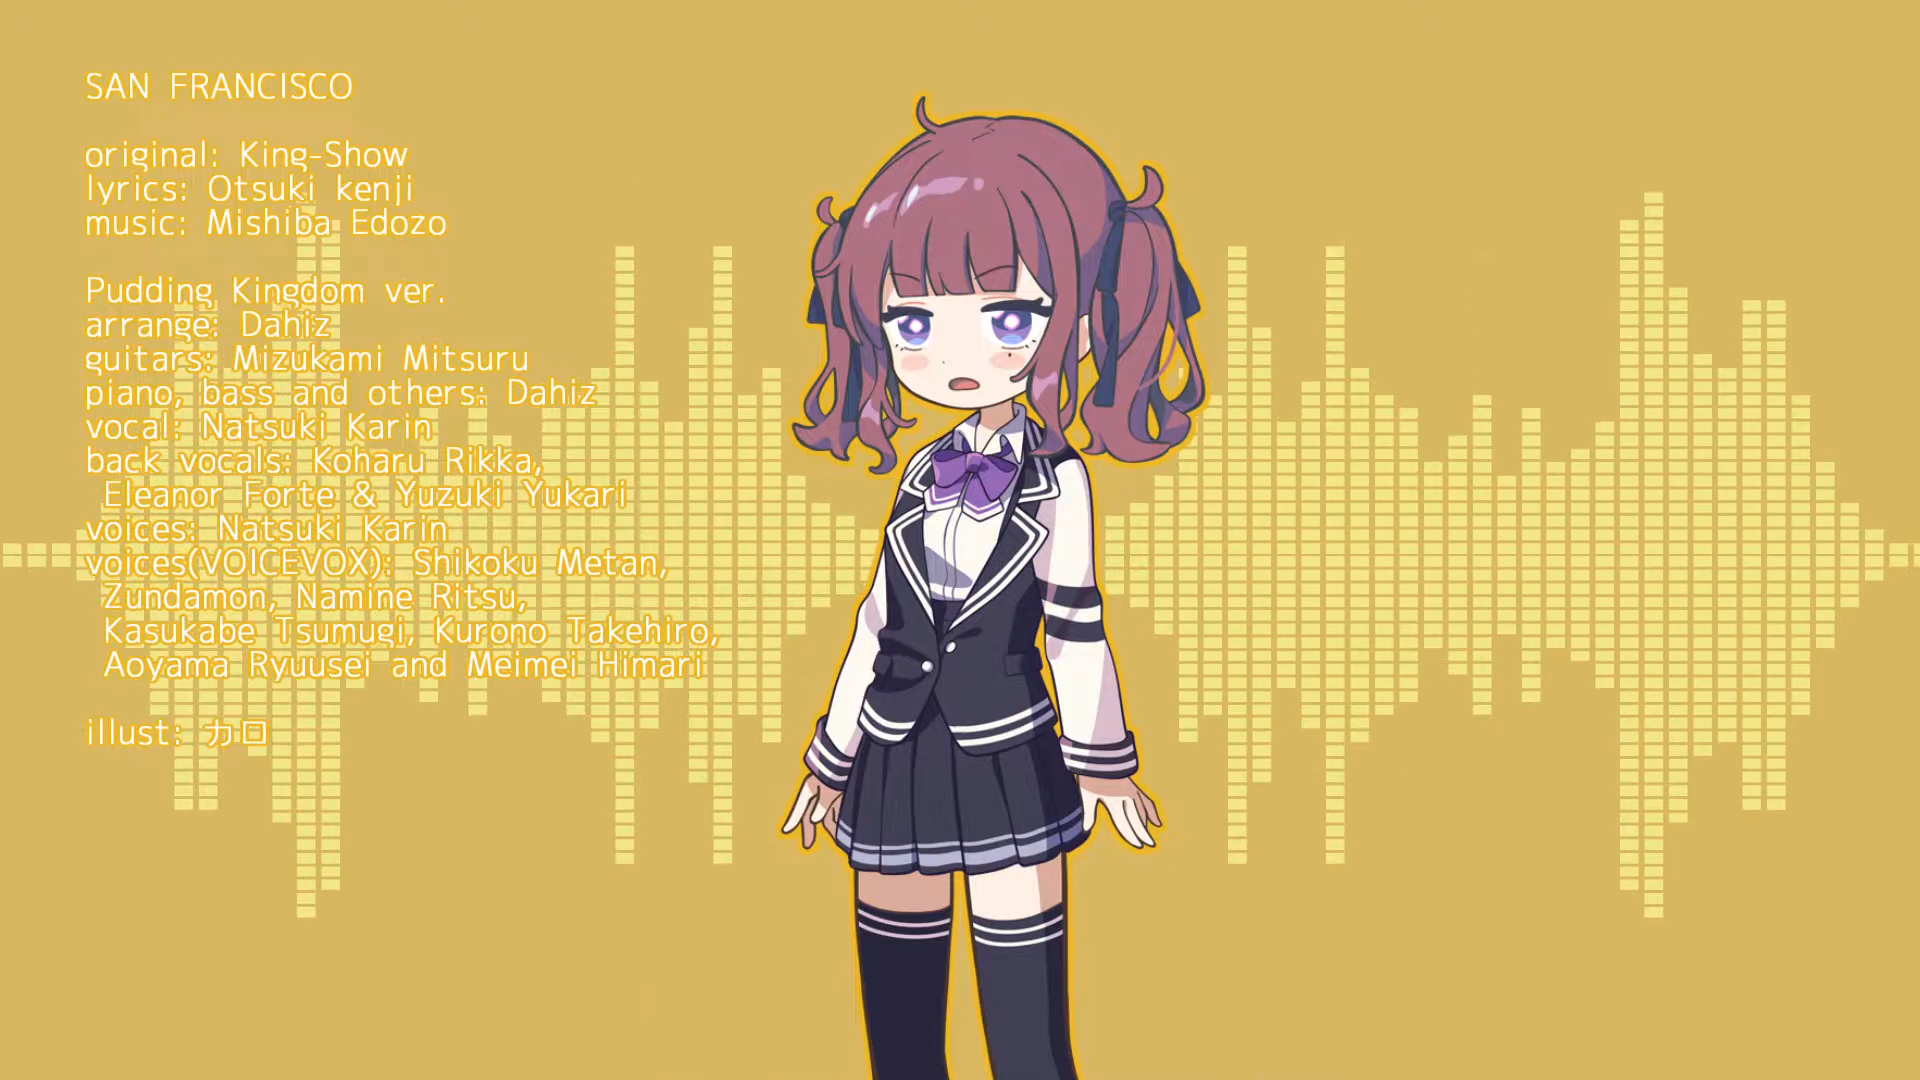 SAN FRANCISCO
original: King-Show
lyrics: Otsuki kenji
music: Mishiba Edozo
Pudding Kingdom ver.
arrange: Dahiz
guitars: Mizukami Mitsuru
piano, bass and others: Dahiz
vocal: Natsuki Karin
back vocals: Koharu Rikka,
Eleanor Forte & Yuzuki Yukari
voices: Natsuki Karin
voices(VOICEVOX): Shikoku Metan,
Zundamon, Namine Ritsu,
Kasukabe Tsumugi, Kurono Takehiro,
Aoyama Ryuusei and Meimei Himari
illust: カロ